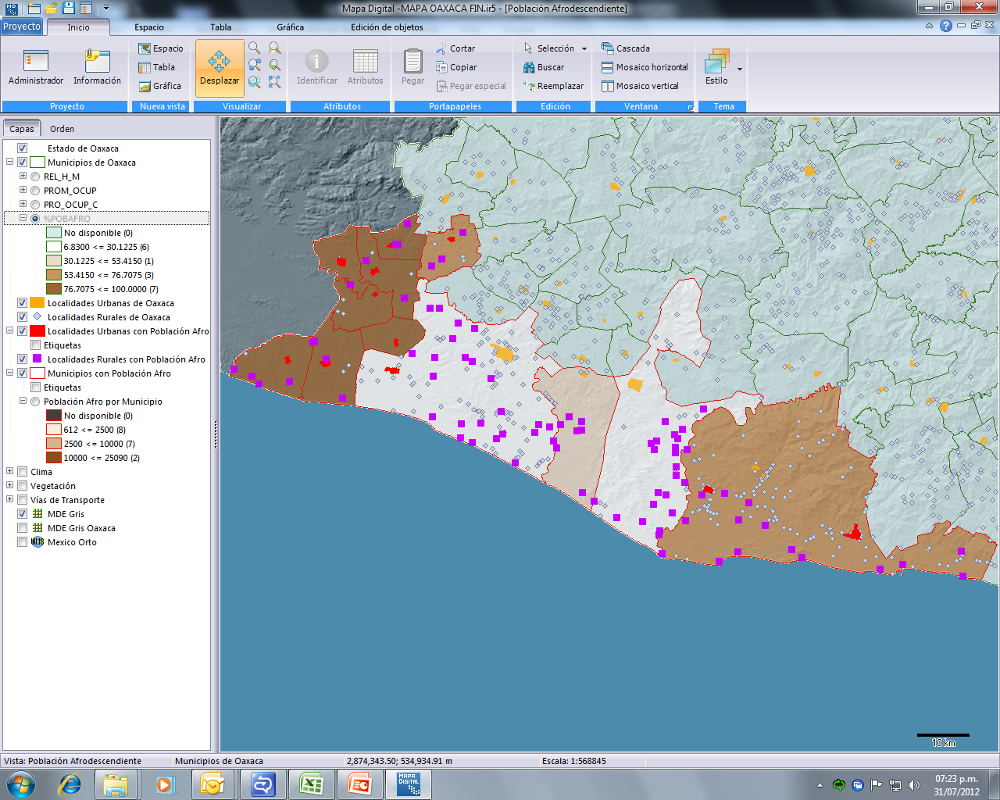 MD
Mapa Digital -MAPA OAXACA FIN.ir5 - [Población Afrodescendiente]
Proyecto Inicio Espacio Tabla Gráfica Edición de objetos
Administrador Información
Proyecto
Espacio
Tabla
Gráfica
Nueva vista
Desplazar
Visualizar
Identificar Atributos
Atributos
Pegar
Cortar
Copiar
Pegar especial
Portapapeles
Selección
Buscar
Reemplazar
Edición
Cascada
Mosaico horizontal
Mosaico vertical
Ventana
Estilo
Tema
Capas Orden
Estado de Oaxaca
Municipios de Oaxaca
REL_H_M
PROM_OCUP
PRO_OCUP_C
%POBAFRO
No disponible (0)
6.8300 <= 30.1225 (6)
30.1225 <= 53.4150 (1)
53.4150 <= 76.7075 (3)
76.7075 <= 100.0000 (7)
Localidades Urbanas de Oaxaca
Localidades Rurales de Oaxaca
Localidades Urbanas con Población Afro
Etiquetas
Localidades Rurales con Población Afro
Municipios con Población Afro
Etiquetas
Población Afro por Municipio
No disponible (0)
612 <= 2500 (8)
2500 <= 10000 (7)
10000 <= 25090 (2)
Clima
Vegetación
Vías de Transporte
MDE Gris
MDE Gris Oaxaca
WMS Mexico Orto
10 km
Vista: Población Afrodescendiente Municipios de Oaxaca 2,874,343.50; 534,934.91 m Escala: 1:568845
MAPA
DIGITAL
07:23 p.m.
31/07/2012